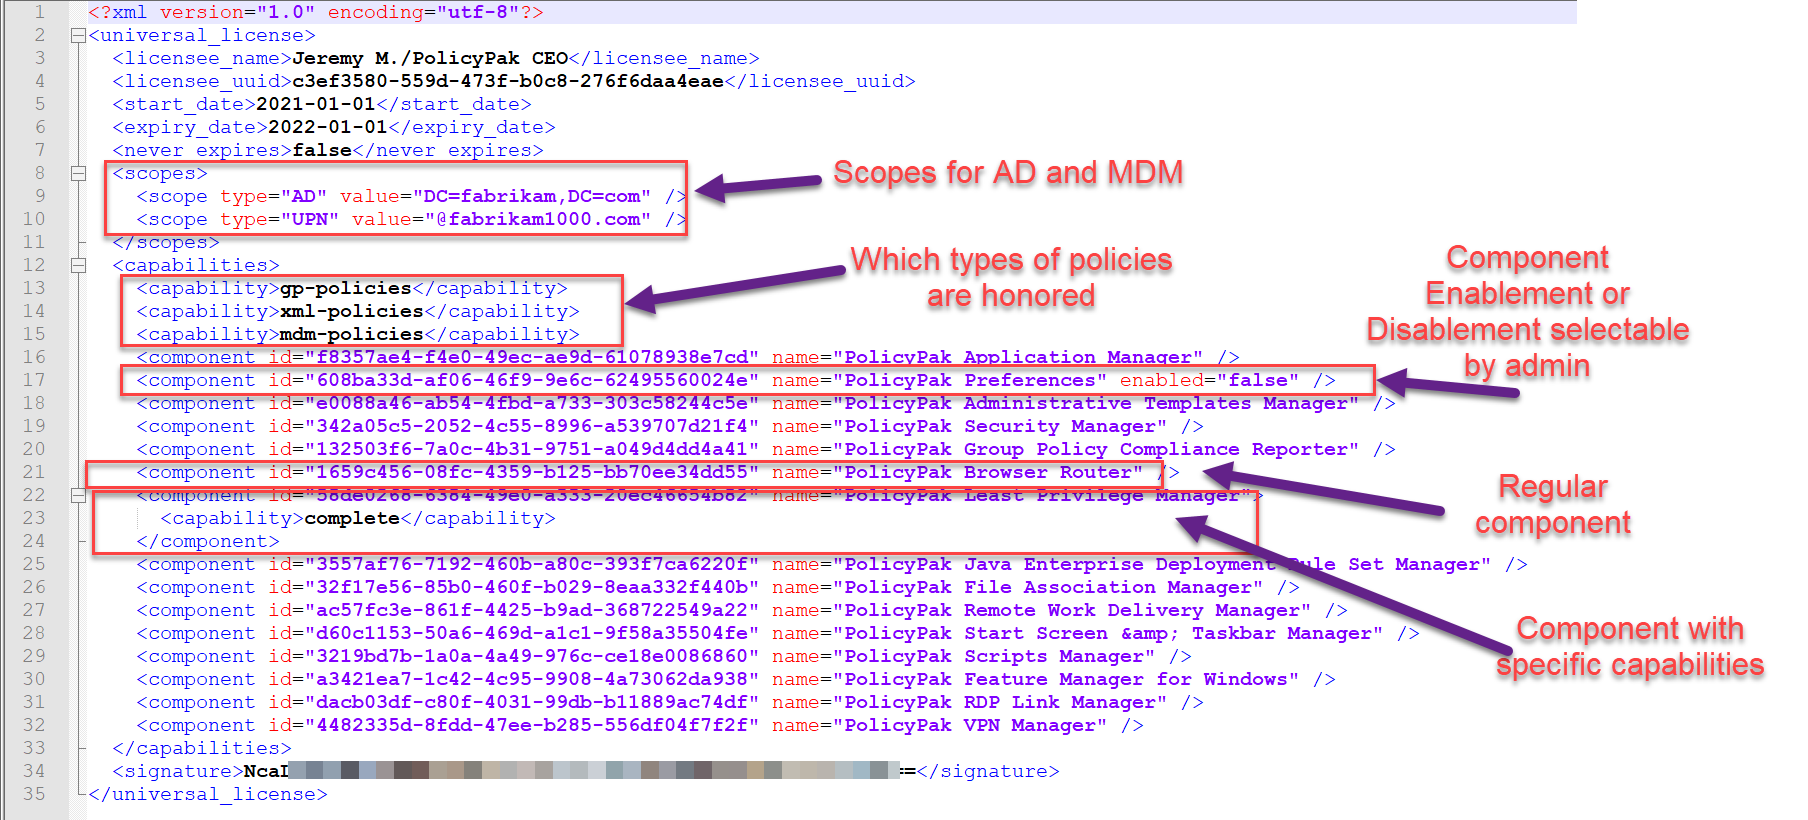 1 <?xml version="1.0" encoding="utf-8"?>
2 <universal_license>
3 <licensee_name>Jeremy M./PolicyPak CEO</licensee_name>
4 <licensee_uuid>c3ef3580-559d-473f-b0c8-276f6daa4eae</licensee_uuid>
5 <start_date>2021-01-01</start_date>
6 <expiry_date>2022-01-01</expiry_date>
7 <never expires>false</never expires>
8 <scopes>
9 <scope type="AD" value="DC=fabrikam,DC=com" />
10 <scope type="UPN" value="@fabrikam1000.com" />
11 </scopes>
12 <capabilities>
13 <capability>gp-policies</capability>
14 <capability>xml-policies</capability>
15 <capability>mdm-policies</capability>
16 <component id="f8357ae4-f4e0-49ec-ae9d-61078938e7cd" name="PolicyPak Application Manager" />
17 <component id="608ba33d-af06-46f9-9e6c-62495560024e" name="PolicyPak Preferences" enabled="false" />
18 <component id="e0088a46-ab54-4fbd-a733-303c58244c5e" name="PolicyPak Administrative Templates Manager" />
19 <component id="342a05c5-2052-4c55-8996-a539707d21f4" name="PolicyPak Security Manager" />
20 <component id="132503f6-7a0c-4b31-9751-a049d4dd4a41" name="PolicyPak Group Policy Compliance Reporter" />
21 <component id="1659c456-08fc-4359-b125-bb70ee34dd55" name="PolicyPak Browser Router" />
22 <component id="58de0268-6384-49e0-a333-20ec46654b82" name="PolicyPak Least Privilege Manager">
23 <capability>complete</capability>
24 </component>
25 <component id="3557af76-7192-460b-a80c-393f7ca6220f" name="PolicyPak Java Enterprise Deployment Rule Set Manager" />
26 <component id="32f17e56-85b0-460f-b029-8eaa332f440b" name="PolicyPak File Association Manager" />
27 <component id="ac57fc3e-861f-4425-b9ad-368722549a22" name="PolicyPak Remote Work Delivery Manager" />
28 <component id="d60c1153-50a6-469d-a1c1-9f58a35504fe" name="PolicyPak Start Screen &amp; Taskbar Manager" />
29 <component id="3219bd7b-1a0a-4a49-976c-ce18e0086860" name="PolicyPak Scripts Manager" />
30 <component id="a3421ea7-1c42-4c95-9908-4a73062da938" name="PolicyPak Feature Manager for Windows" />
31 <component id="dacb03df-c80f-4031-99db-b11889ac74df" name="PolicyPak RDP Link Manager" />
32 <component id="4482335d-8fdd-47ee-b285-556df04f7f2f" name="PolicyPak VPN Manager" />
33 </capabilities>
34 <signature>Nca ==</signature>
35 </universal_license>
Scopes for AD and MDM
Which types of policies
are honored
Component
Enablement or
Disablement selectable
by admin
Regular
component
Component with
specific capabilities